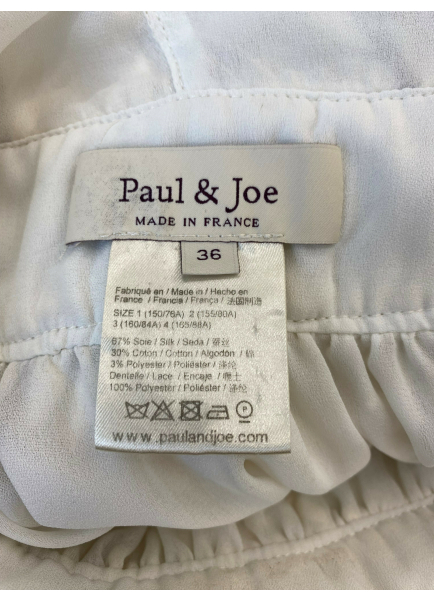 Paul & Joe
MADE IN FRANCE
36
Fabriqué en / Made in / Hecho en
France / Francia / França / 法国制造
SIZE 1 (150/76A) 2 (155/80A)
3 (160/84A) 4 (165/88A)
67% Soie / Silk / Seda / 蚕丝
30% Coton / Cotton / Algodón / 棉
3% Polyester / Poliéster / 涤纶
Dentelle / Lace / Encaje /
100% Polyester / Poliéster / 涤纶
www.paulandjoe.com